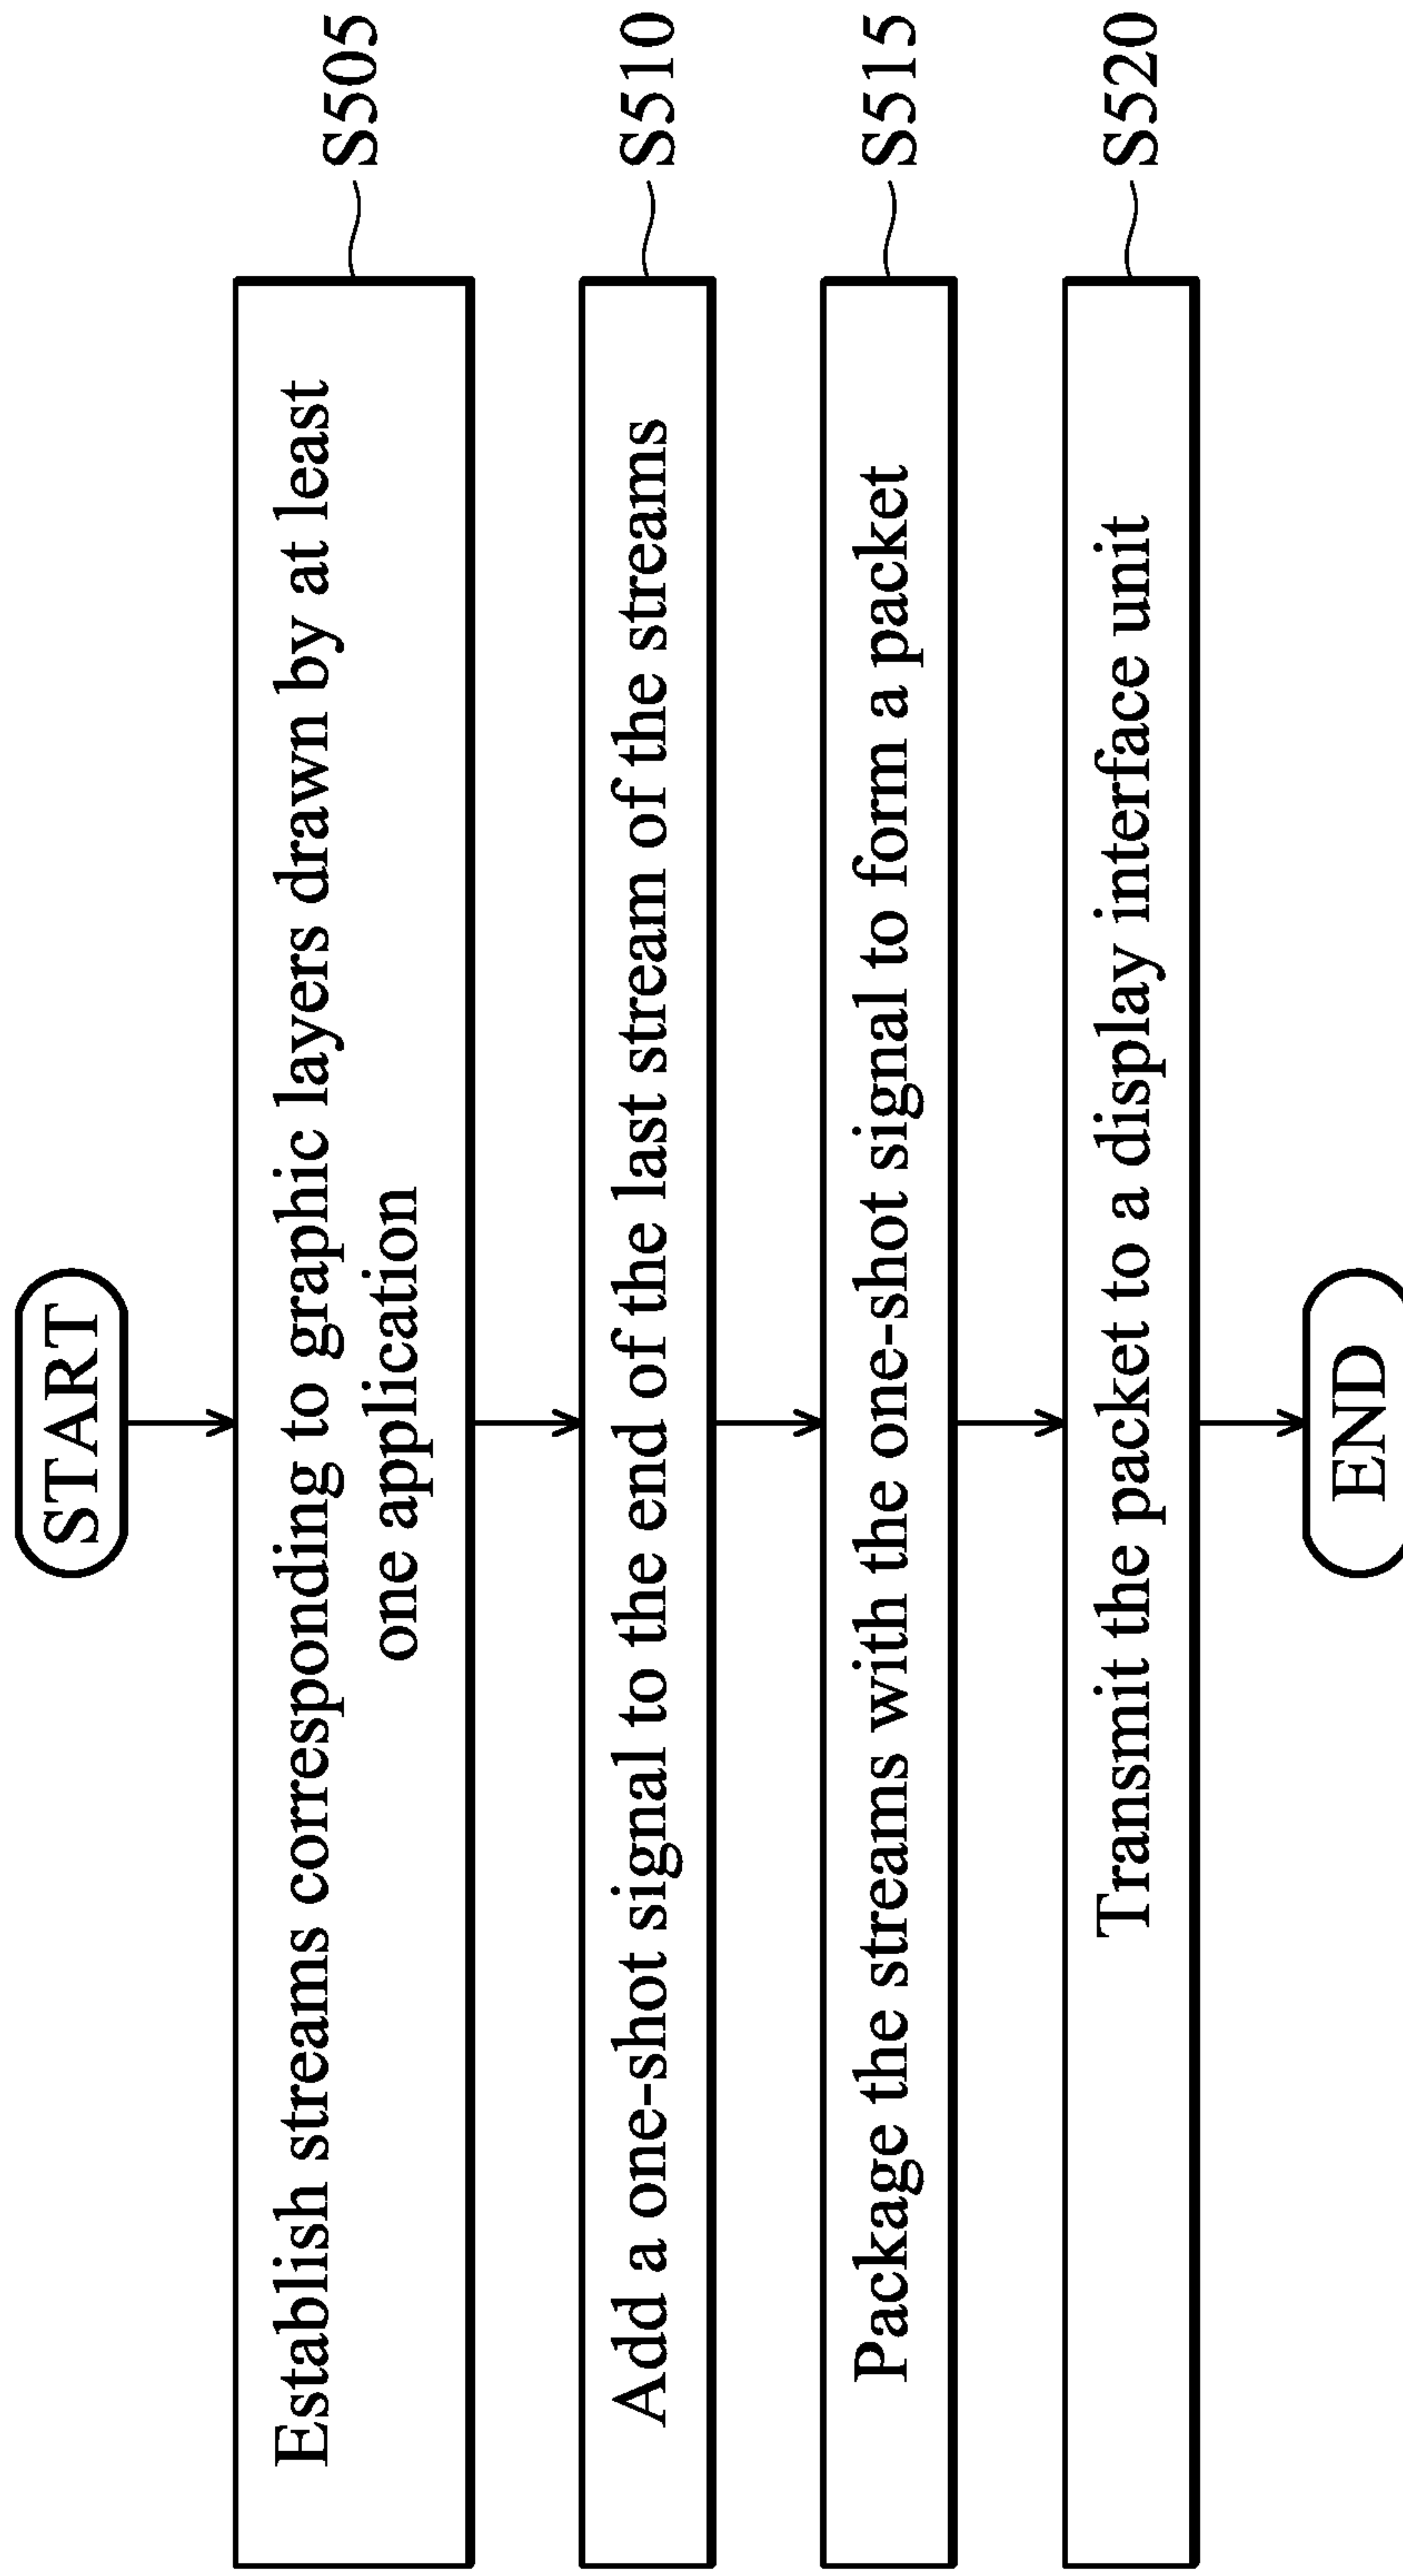 START
Establish streams corresponding to graphic layers drawn by at least
one application
S505
Add a one-shot signal to the end of the last stream of the streams
S510
Package the streams with the one-shot signal to form a packet
S515
Transmit the packet to a display interface unit
S520
END